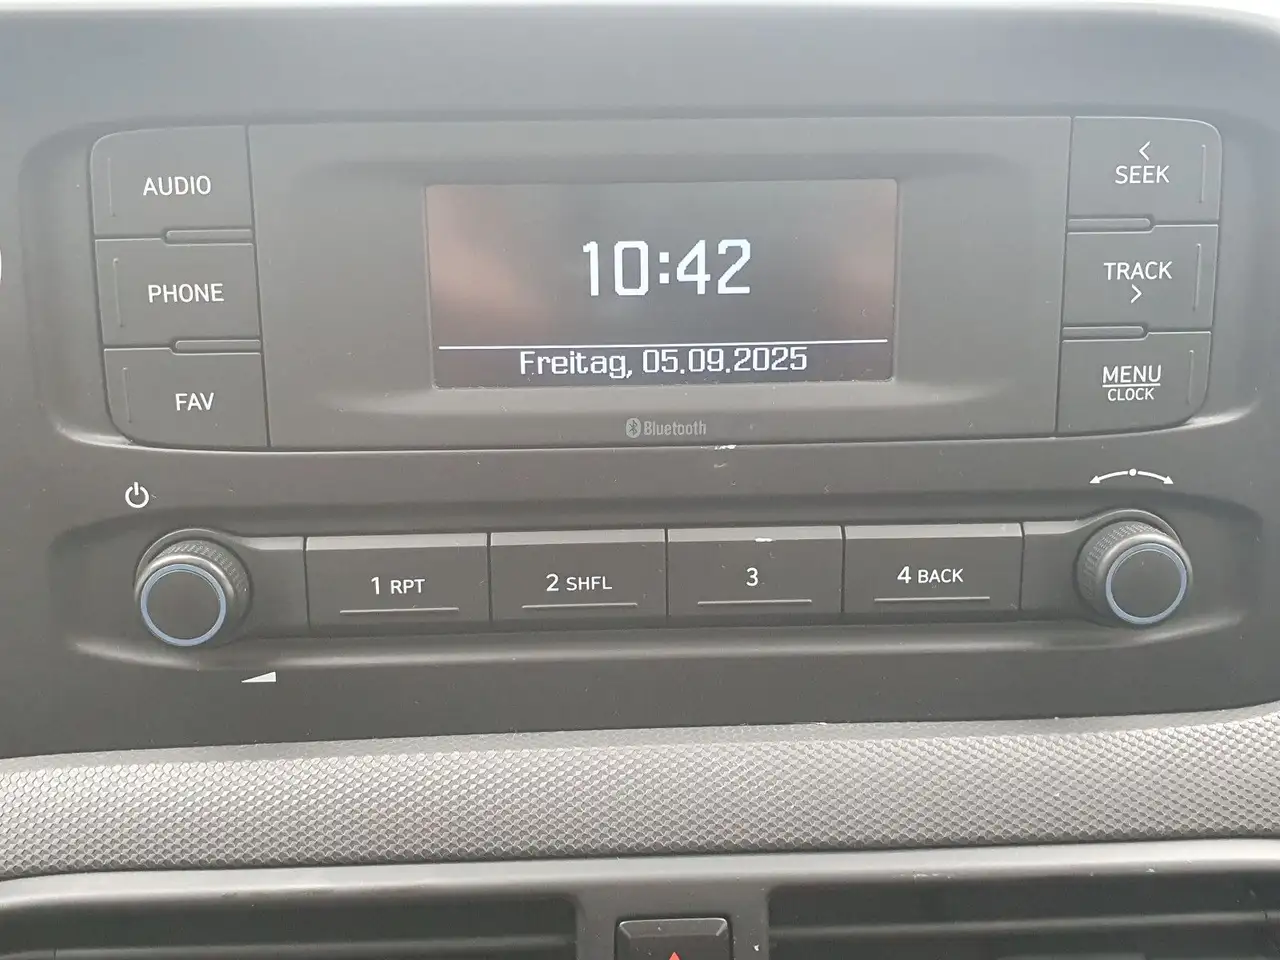 AUDIO
PHONE
FAV
10:42
Freitag, 05.09.2025
Bluetooth
SEEK
TRACK
MENU
CLOCK
1 RPT
2 SHFL
3
4 BACK